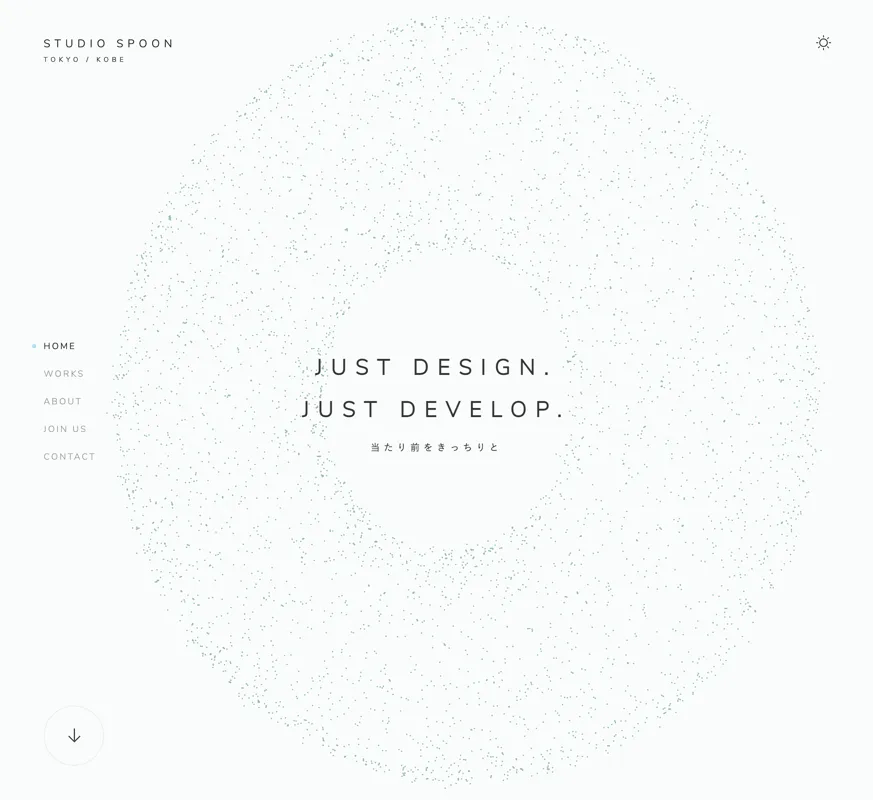 STUDIO SPOON
TOKYO / KOBE
HOME
WORKS
ABOUT
JOIN US
CONTACT
JUST DESIGN.
JUST DEVELOP.
当たり前をきっちりと